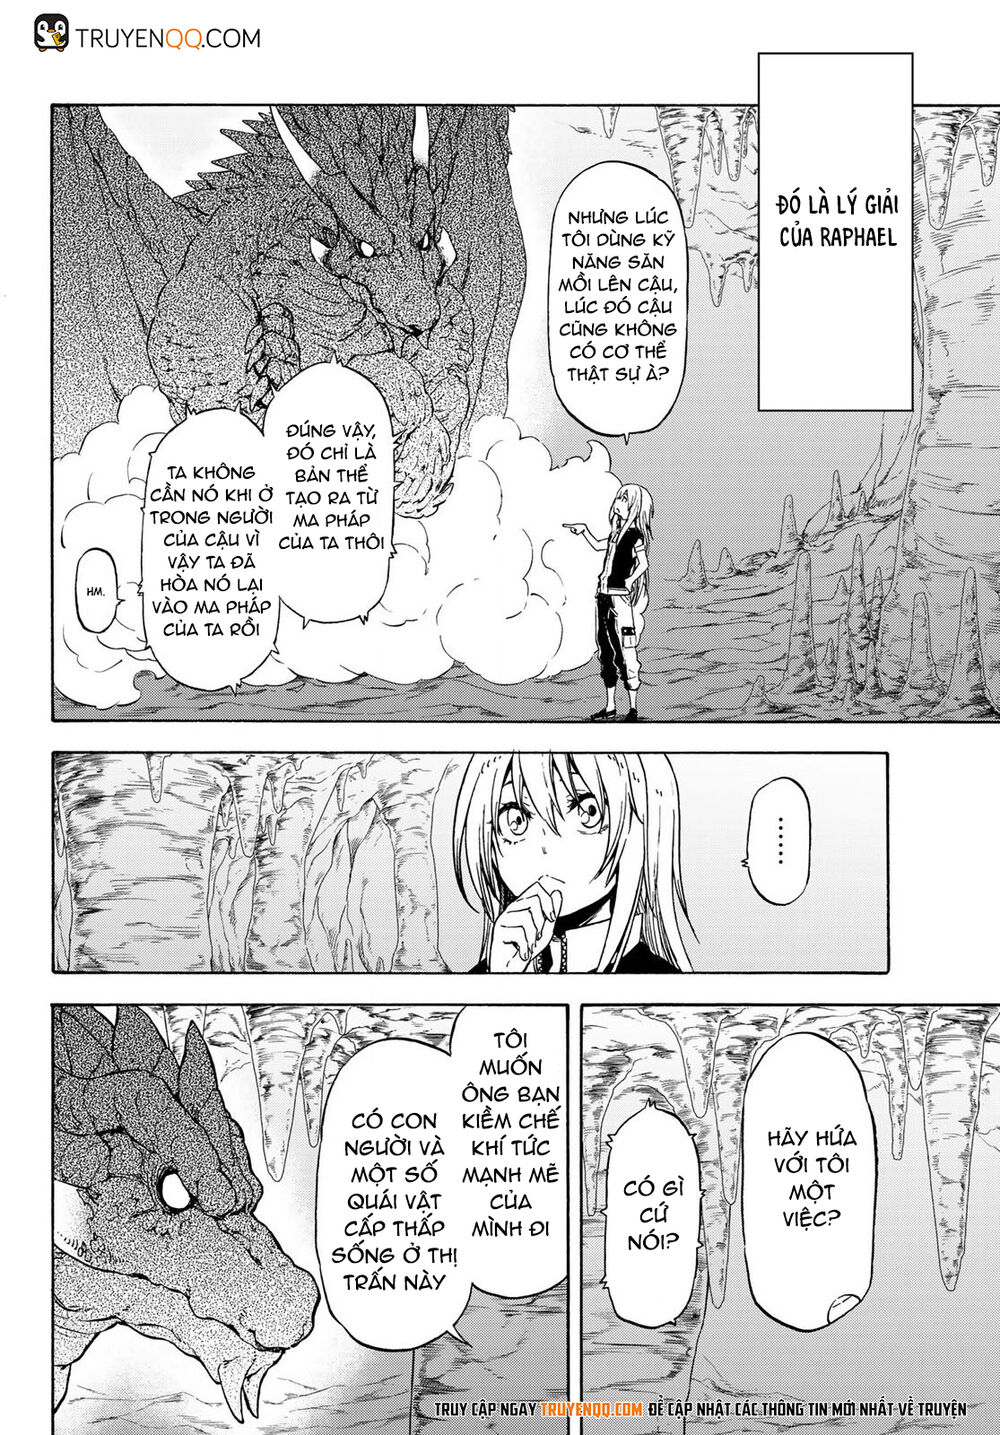 TRUYENQQ.COM
ĐÓ LÀ LÝ GIẢI
CỦA RAPHAEL
NHƯNG LÚC
TÔI DÙNG KỸ
NĂNG SĂN
MỒI LÊN CẬU,
LÚC ĐÓ CẬU
CŨNG KHÔNG
CÓ CƠ THỂ
THẬT SỰ À?
ĐÚNG VẬY,
ĐÓ CHỈ LÀ
BẢN THỂ
TẠO RA TỪ
MA PHÁP
CỦA TA THÔI
TA KHÔNG
CẦN NÓ KHI Ở
TRONG NGƯỜI
CỦA CẬU VÌ
VẬY TA ĐÃ
HÒA NÓ LẠI
VÀO MA PHÁP
CỦA TA RỒI
HM.
.........
HÃY HỨA
VỚI TÔI
MỘT
VIỆC?
CÓ GÌ
CỨ
NÓI?
TÔI
MUỐN
ÔNG BẠN
KIỀM CHẾ
KHÍ TỨC
MẠNH MẼ
CỦA
MÌNH ĐI
CÓ CON
NGƯỜI VÀ
MỘT SỐ
QUÁI VẬT
CẤP THẤP
SỐNG Ở THỊ
TRẤN NÀY
TRUY CẬP NGAY TRUYENQQ.COM ĐỂ CẬP NHẬT CÁC THÔNG TIN MỚI NHẤT VỀ TRUYỆN